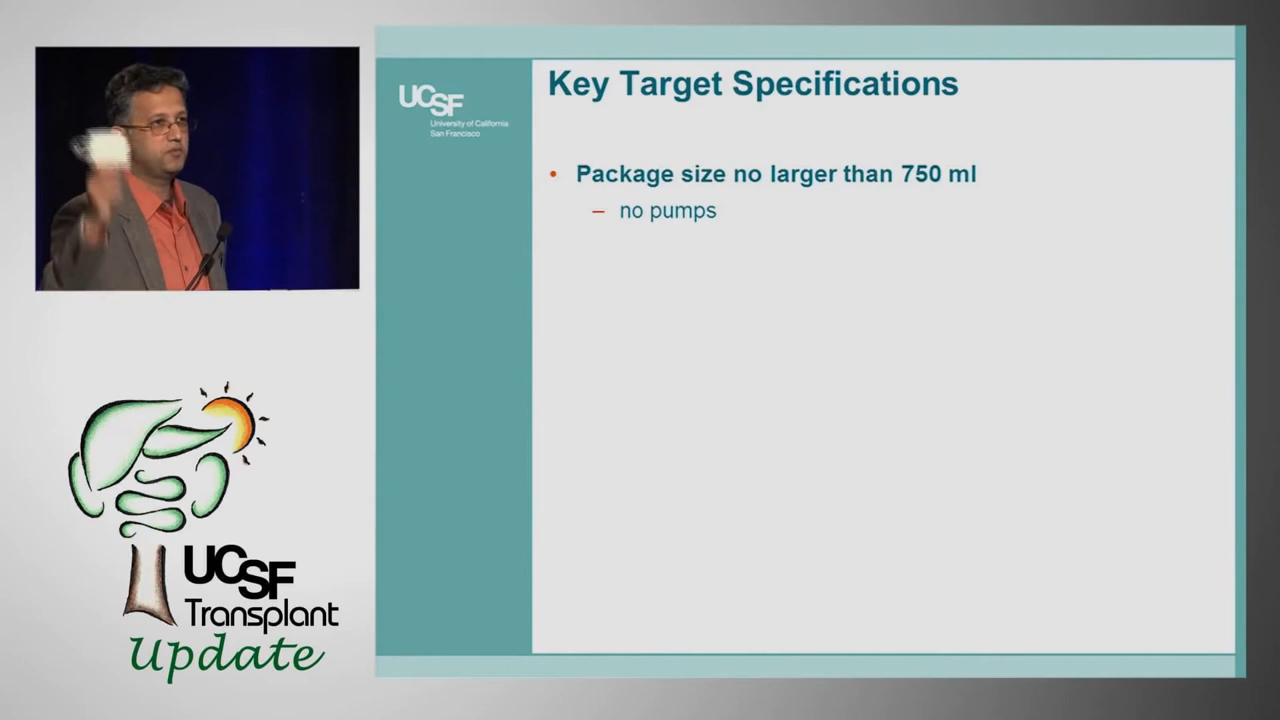 UCSF
University of California
San Francisco
Key Target Specifications
• Package size no larger than 750 ml
– no pumps
UCSF
Transplant
Update